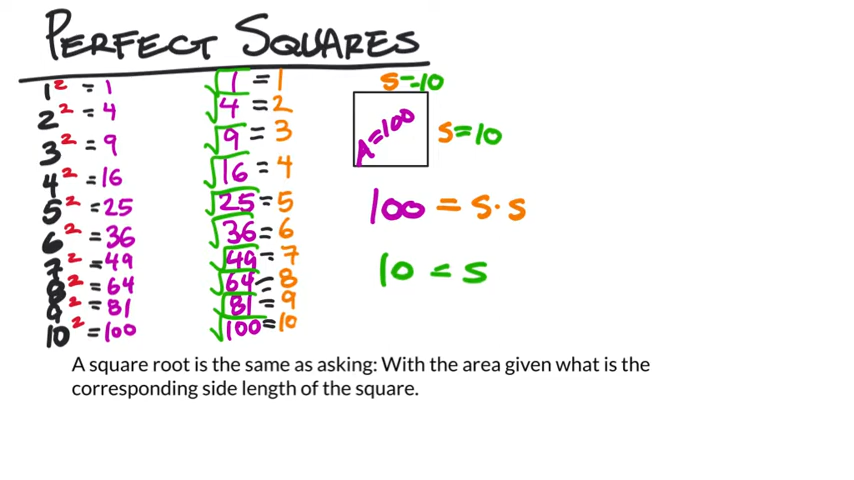 PERFECT SQUARES
1² = 1
2² = 4
3² = 9
4² = 16
5² = 25
6² = 36
7² = 49
8² = 64
9² = 81
10² = 100
√1 = 1
√4 = 2
√9 = 3
√16 = 4
√25 = 5
√36 = 6
√49 = 7
√64 = 8
√81 = 9
√100 = 10
s = 10
A = 100
s = 10
100 = s · s
10 = s
A square root is the same as asking: With the area given what is the
corresponding side length of the square.